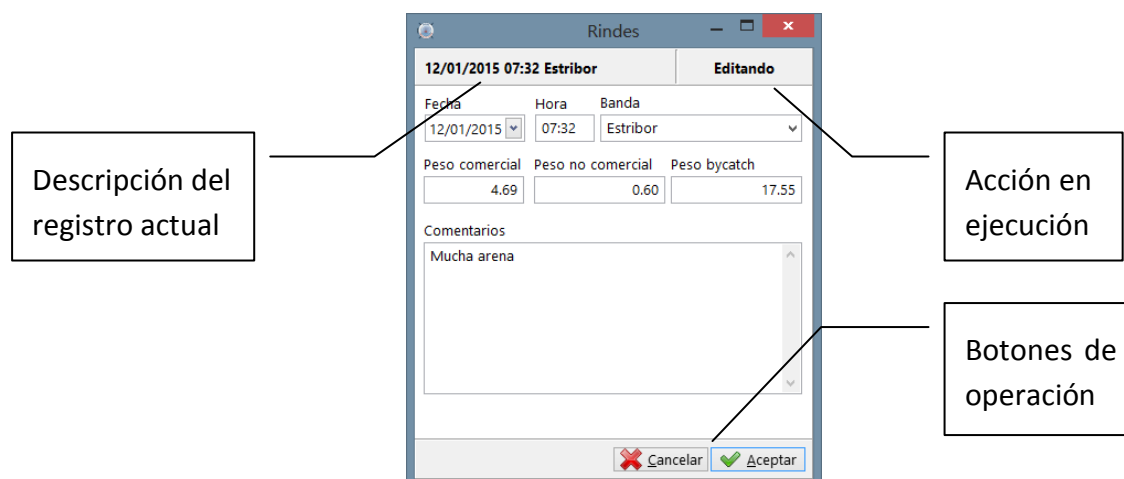 Rindes
12/01/2015 07:32 Estribor Editando
Fecha Hora Banda
12/01/2015 07:32 Estribor
Peso comercial Peso no comercial Peso bycatch
4.69 0.60 17.55
Comentarios
Mucha arena
Cancelar Aceptar
Descripción del
registro actual
Acción en
ejecución
Botones de
operación